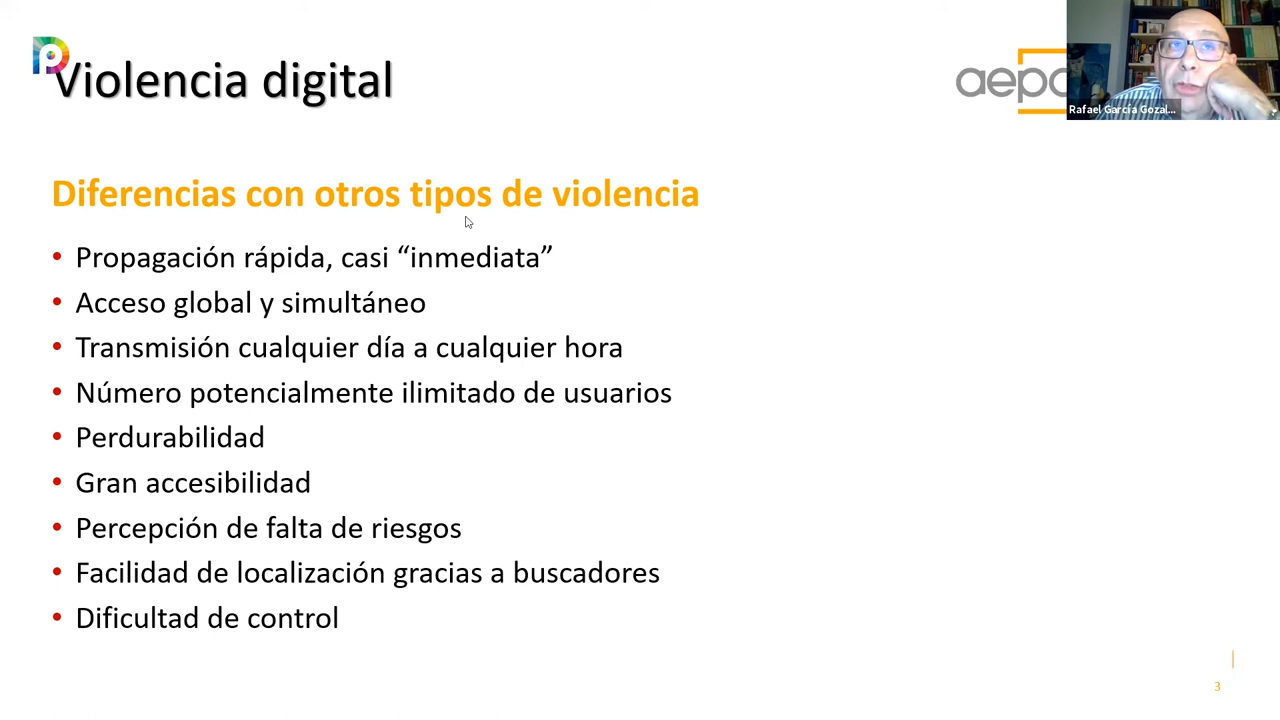 Violencia digital
aepd
Rafael García Gozal...
Diferencias con otros tipos de violencia
• Propagación rápida, casi “inmediata”
• Acceso global y simultáneo
• Transmisión cualquier día a cualquier hora
• Número potencialmente ilimitado de usuarios
• Perdurabilidad
• Gran accesibilidad
• Percepción de falta de riesgos
• Facilidad de localización gracias a buscadores
• Dificultad de control
3